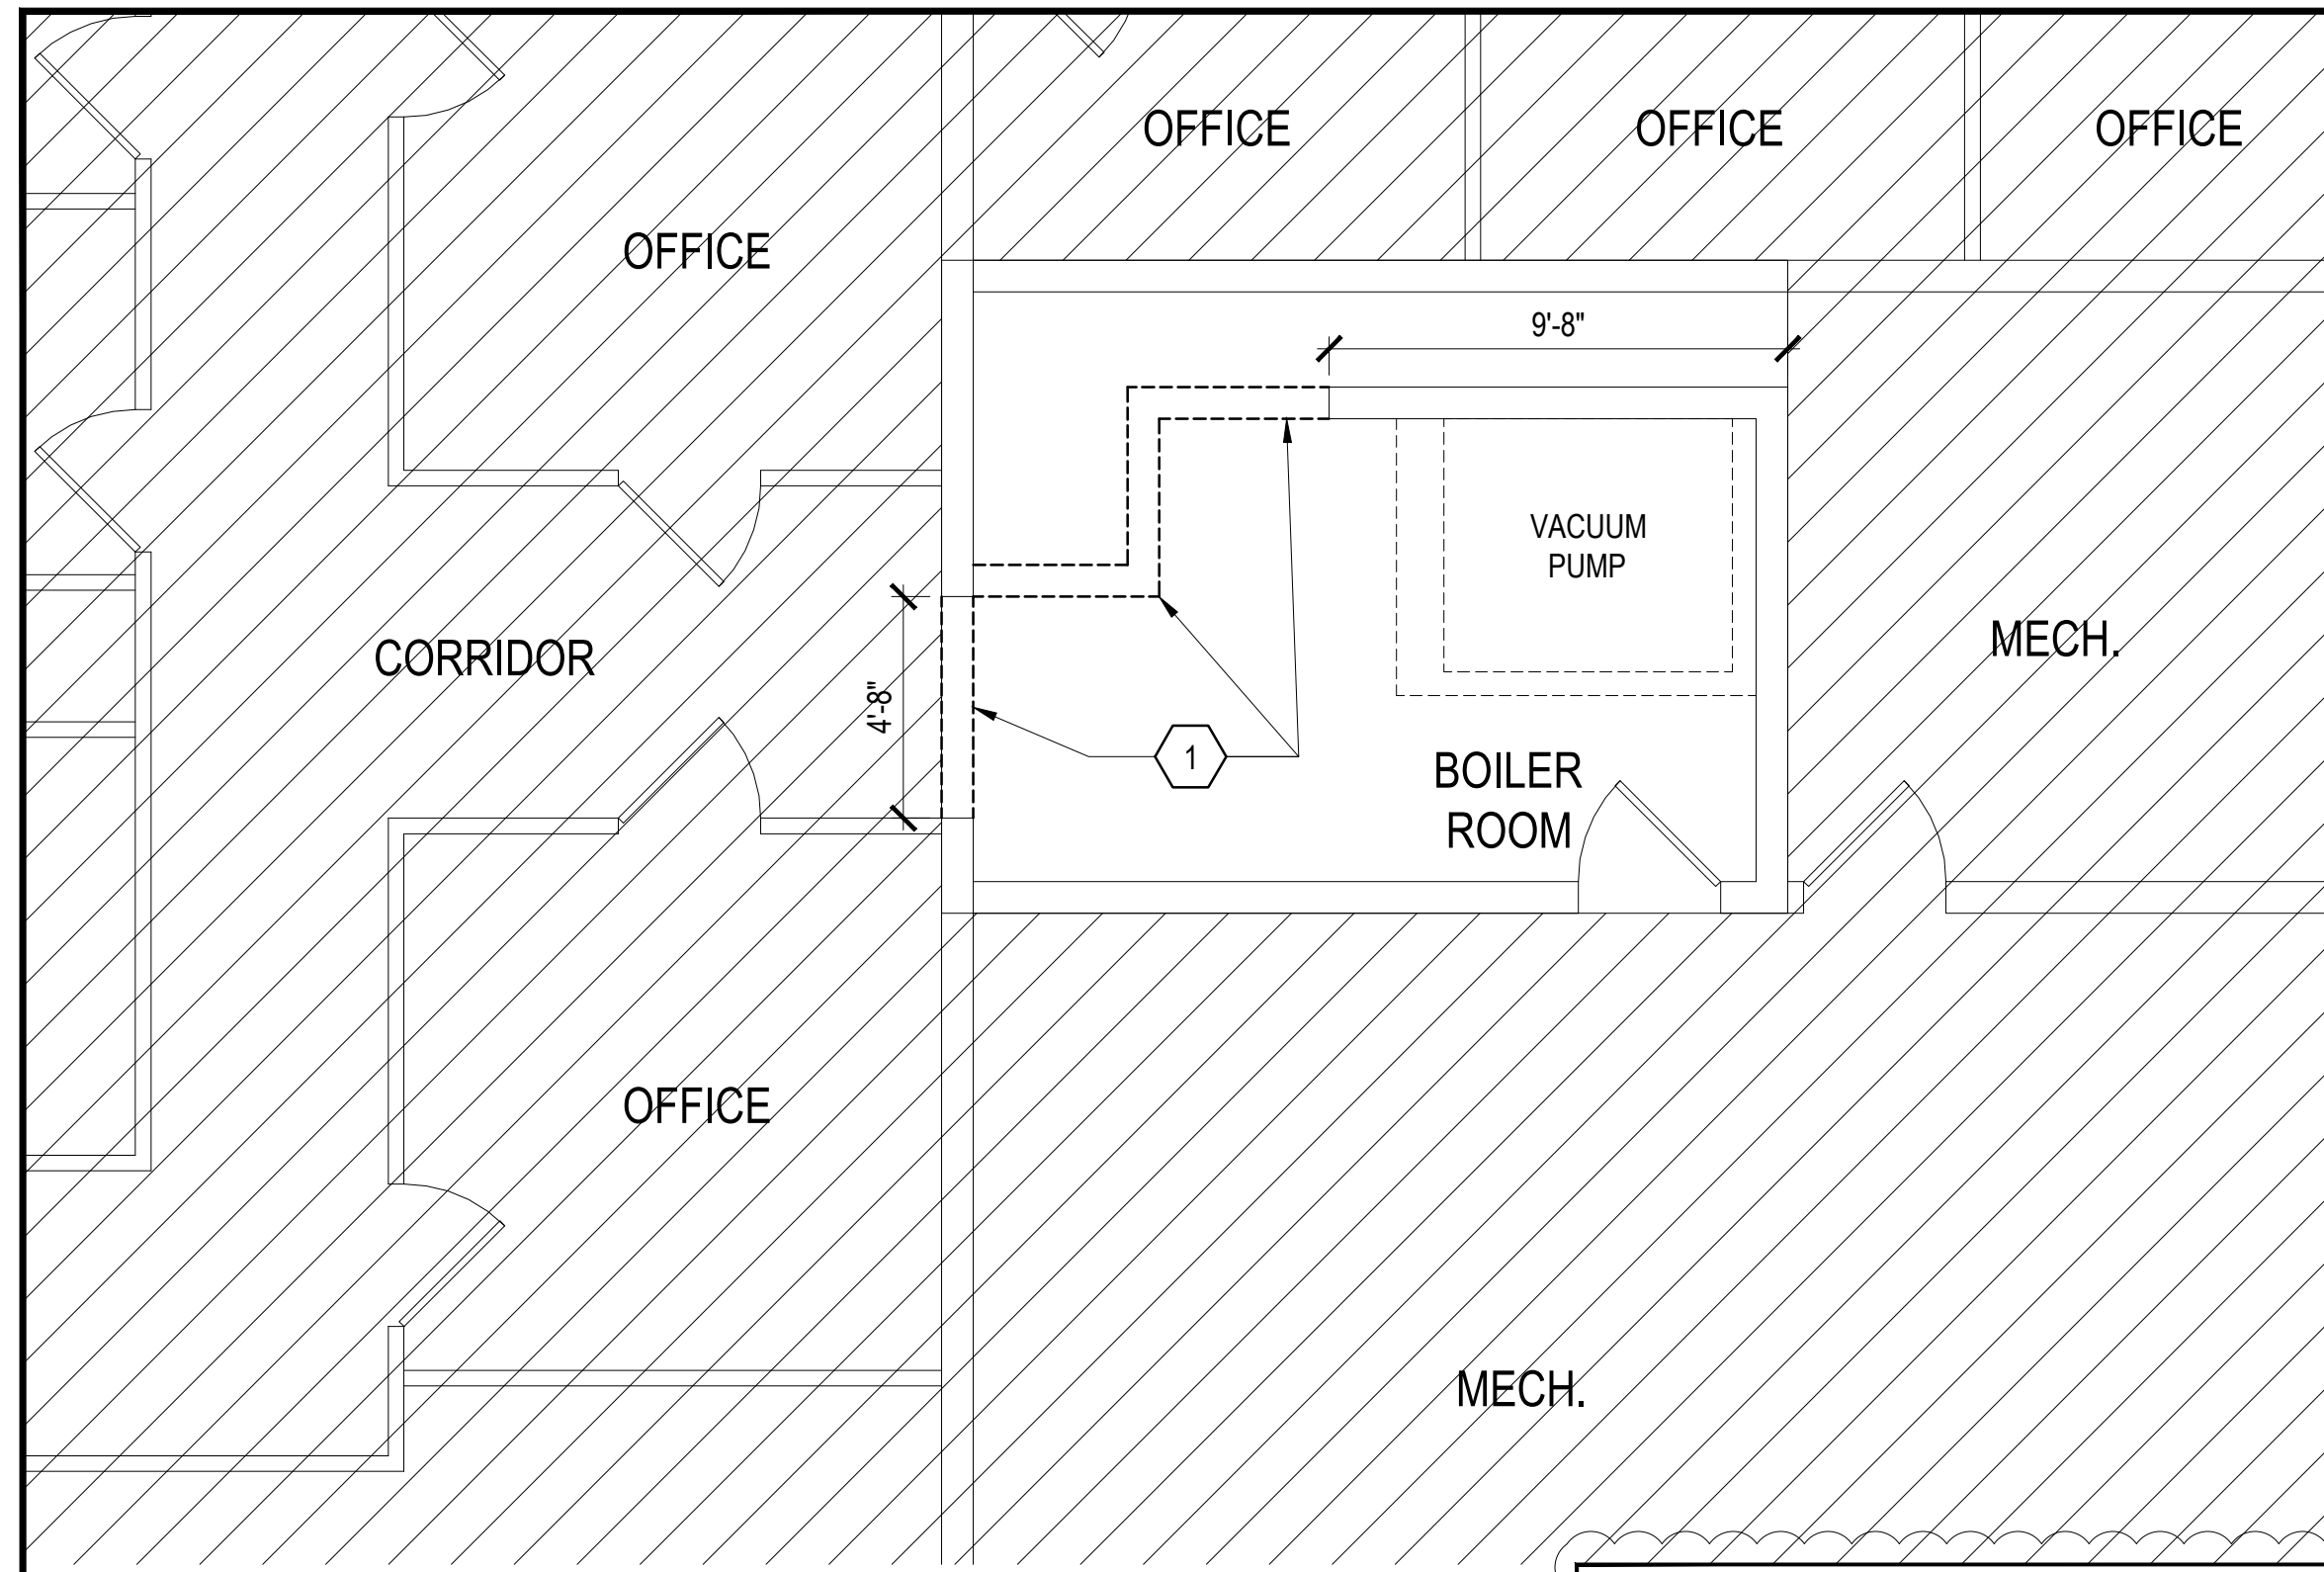 OFFICE
OFFICE
OFFICE
OFFICE
9'-8"
VACUUM
PUMP
CORRIDOR
MECH.
4'-8"
1
BOILER
ROOM
OFFICE
MECH.